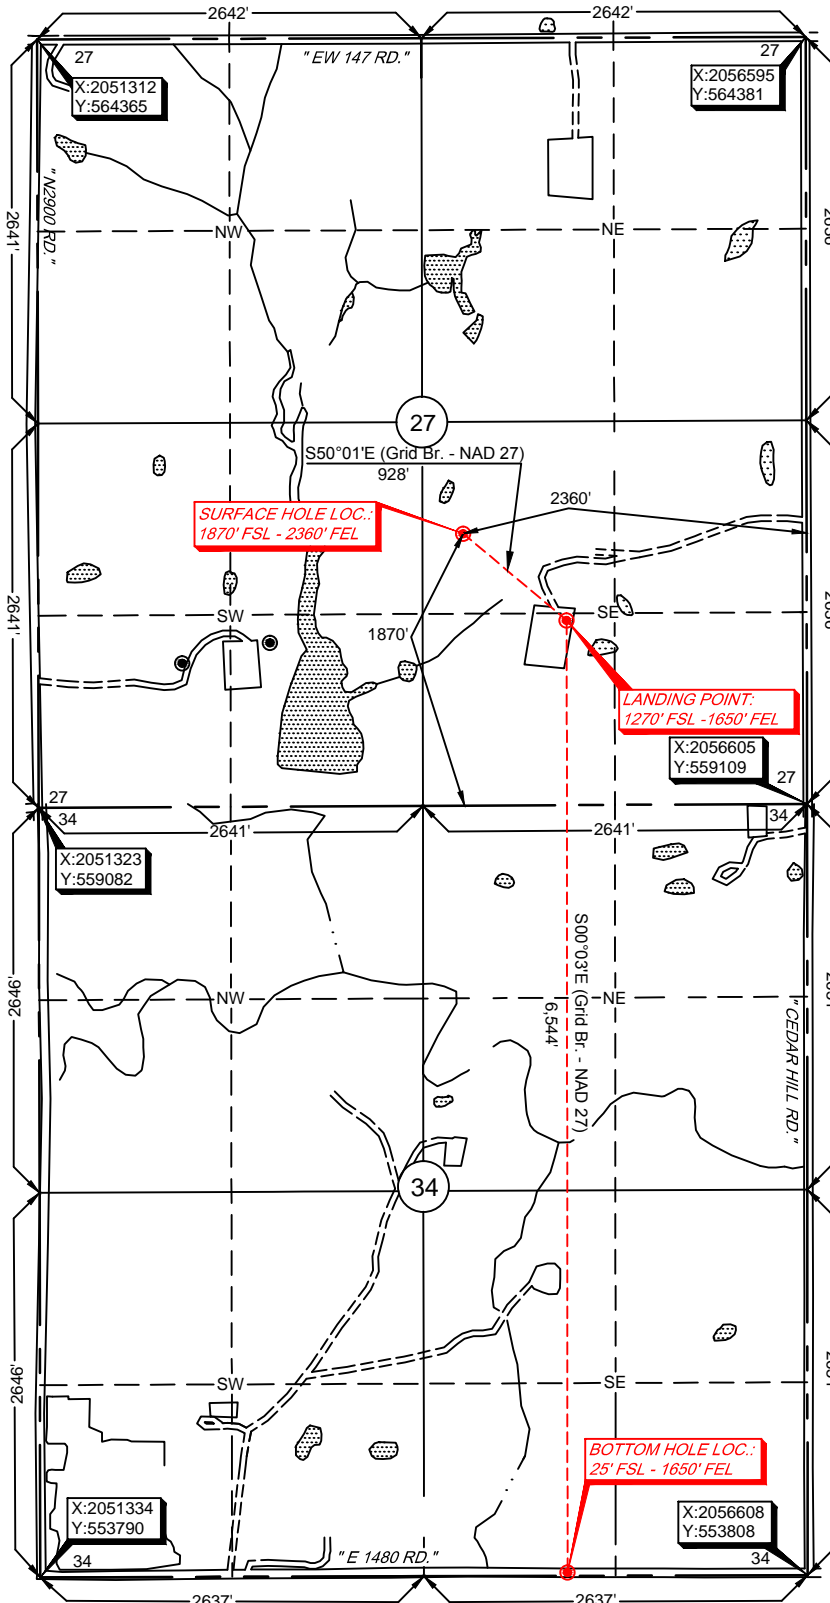 2642'
2642'
27
" EW 147 RD."
27
X:2051312
Y:564365
X:2056595
Y:564381
" N2900 RD."
2641'
NW
NE
27
S50°01'E (Grid Br. - NAD 27)
928'
2360'
SURFACE HOLE LOC.:
1870' FSL - 2360' FEL
2641'
SW
SE
1870'
LANDING POINT:
1270' FSL -1650' FEL
X:2056605
Y:559109
27
27
34
34
2641'
2641'
X:2051323
Y:559082
S00°03'E (Grid Br. - NAD 27)
6,544'
2646'
NW
NE
"CEDAR HILL RD."
34
2646'
SW
SE
BOTTOM HOLE LOC.:
25' FSL - 1650' FEL
X:2051334
Y:553790
X:2056608
Y:553808
34
" E 1480 RD."
34
2637'
2637'